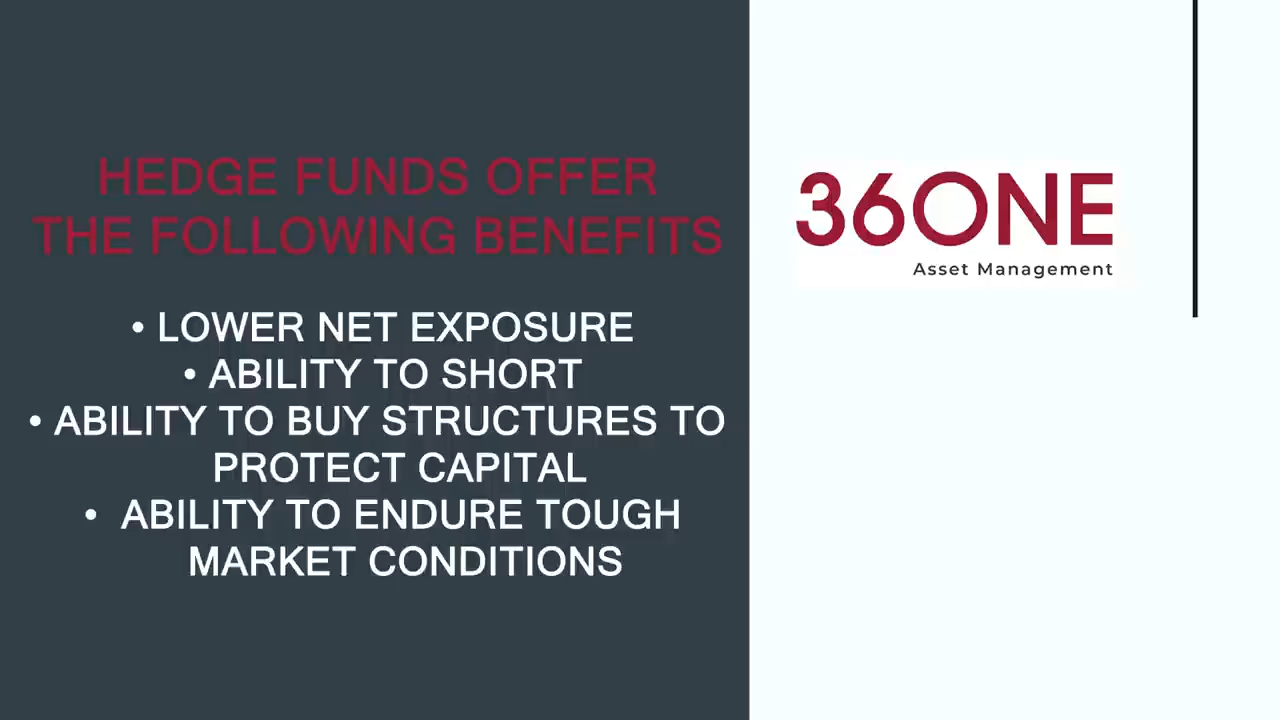 HEDGE FUNDS OFFER
THE FOLLOWING BENEFITS
• LOWER NET EXPOSURE
• ABILITY TO SHORT
• ABILITY TO BUY STRUCTURES TO
PROTECT CAPITAL
• ABILITY TO ENDURE TOUGH
MARKET CONDITIONS
36ONE
Asset Management